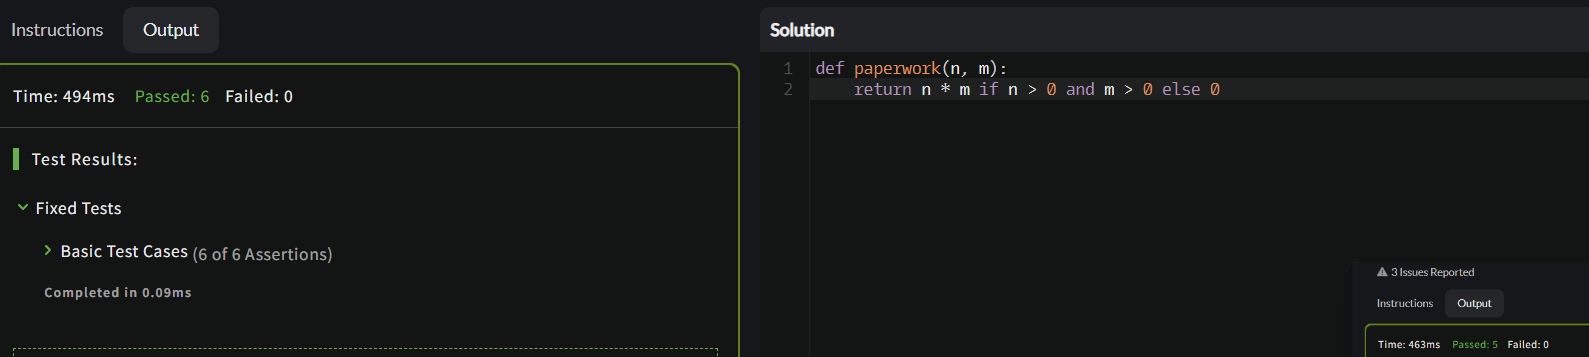 Instructions
Output
Time: 494ms Passed: 6 Failed: 0
Test Results:
Fixed Tests
Basic Test Cases (6 of 6 Assertions)
Completed in 0.09ms
Solution
1 def paperwork(n, m):
2     return n * m if n > 0 and m > 0 else 0
3 Issues Reported
Instructions
Output
Time: 463ms Passed: 5 Failed: 0